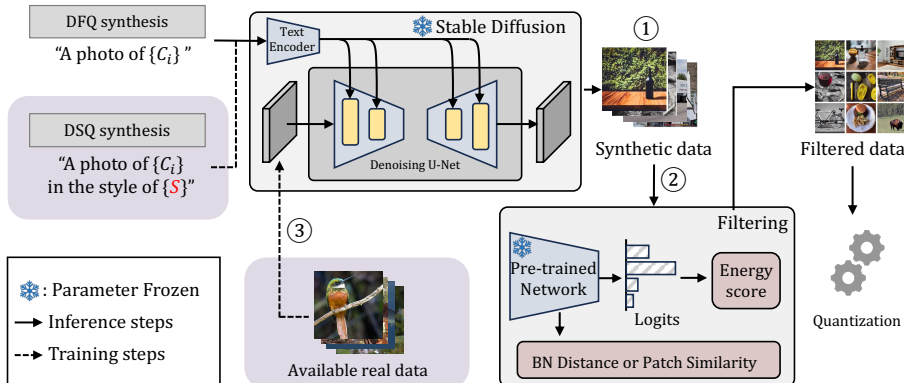 DFQ synthesis
“A photo of {C_i} ”
DSQ synthesis
“A photo of {C_i}
in the style of {S}”
Text
Encoder
Stable Diffusion
Denoising U-Net
①
Synthetic data
②
③
Filtered data
Filtering
Pre-trained
Network
Logits
Energy
score
BN Distance or Patch Similarity
Quantization
: Parameter Frozen
Inference steps
Training steps
Available real data